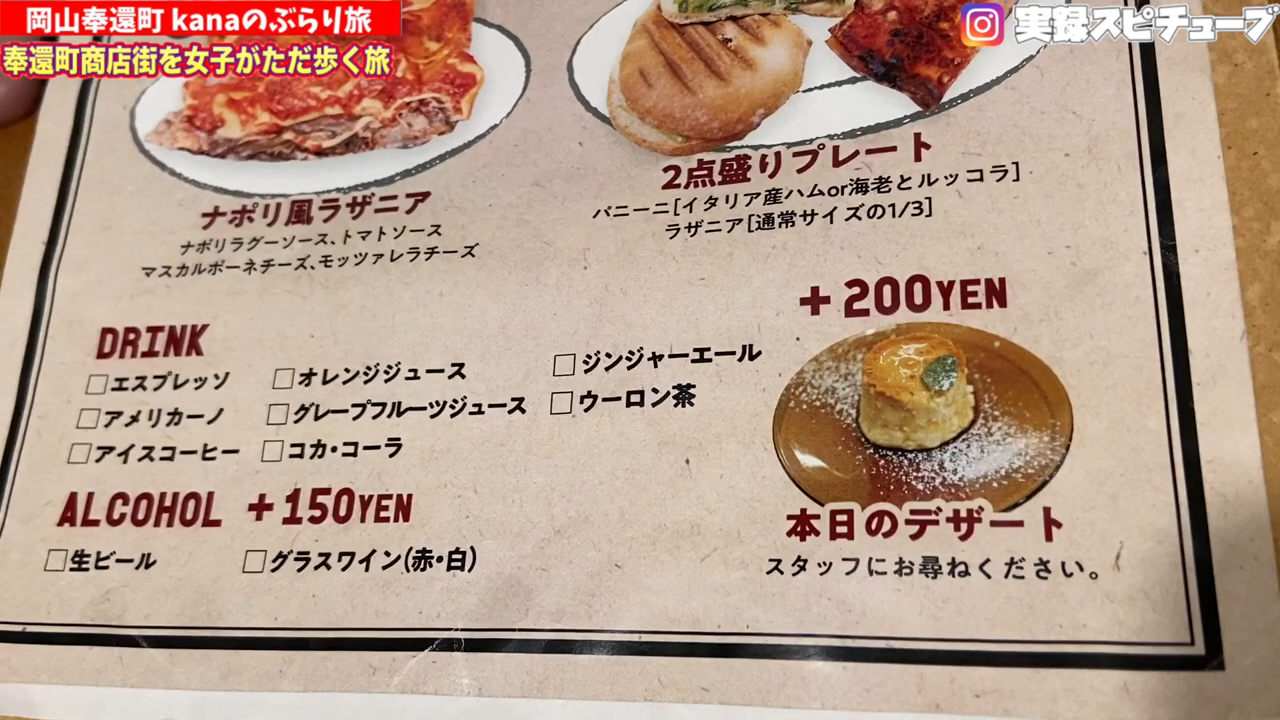 岡山奉還町 kanaのぶらり旅
奉還町商店街を女子がただ歩く旅
実録スピチューブ
ナポリ風ラザニア
ナポリラグーソース、トマトソース
マスカルポーネチーズ、モッツァレラチーズ
2点盛りプレート
パニーニ[イタリア産ハムor海老とルッコラ]
ラザニア[通常サイズの1/3]
DRINK
□エスプレッソ
□アメリカーノ
□アイスコーヒー
□オレンジジュース
□グレープフルーツジュース
□コカ・コーラ
□ジンジャーエール
□ウーロン茶
ALCOHOL +150YEN
□生ビール □グラスワイン(赤・白)
+200YEN
本日のデザート
スタッフにお尋ねください。